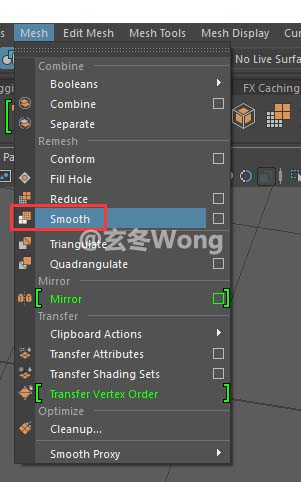 s Mesh Edit Mesh Mesh Tools Mesh Display Cur
Combine
No Live Surfa
Booleans
FX Caching
Combine
Separate
Remesh
Conform
Pa
Fill Hole
Reduce
Smooth
Triangulate
@玄冬Wong
Quadrangulate
Mirror
Mirror
Transfer
Clipboard Actions
Transfer Attributes
Transfer Shading Sets
Transfer Vertex Order
Optimize
Cleanup...
Smooth Proxy